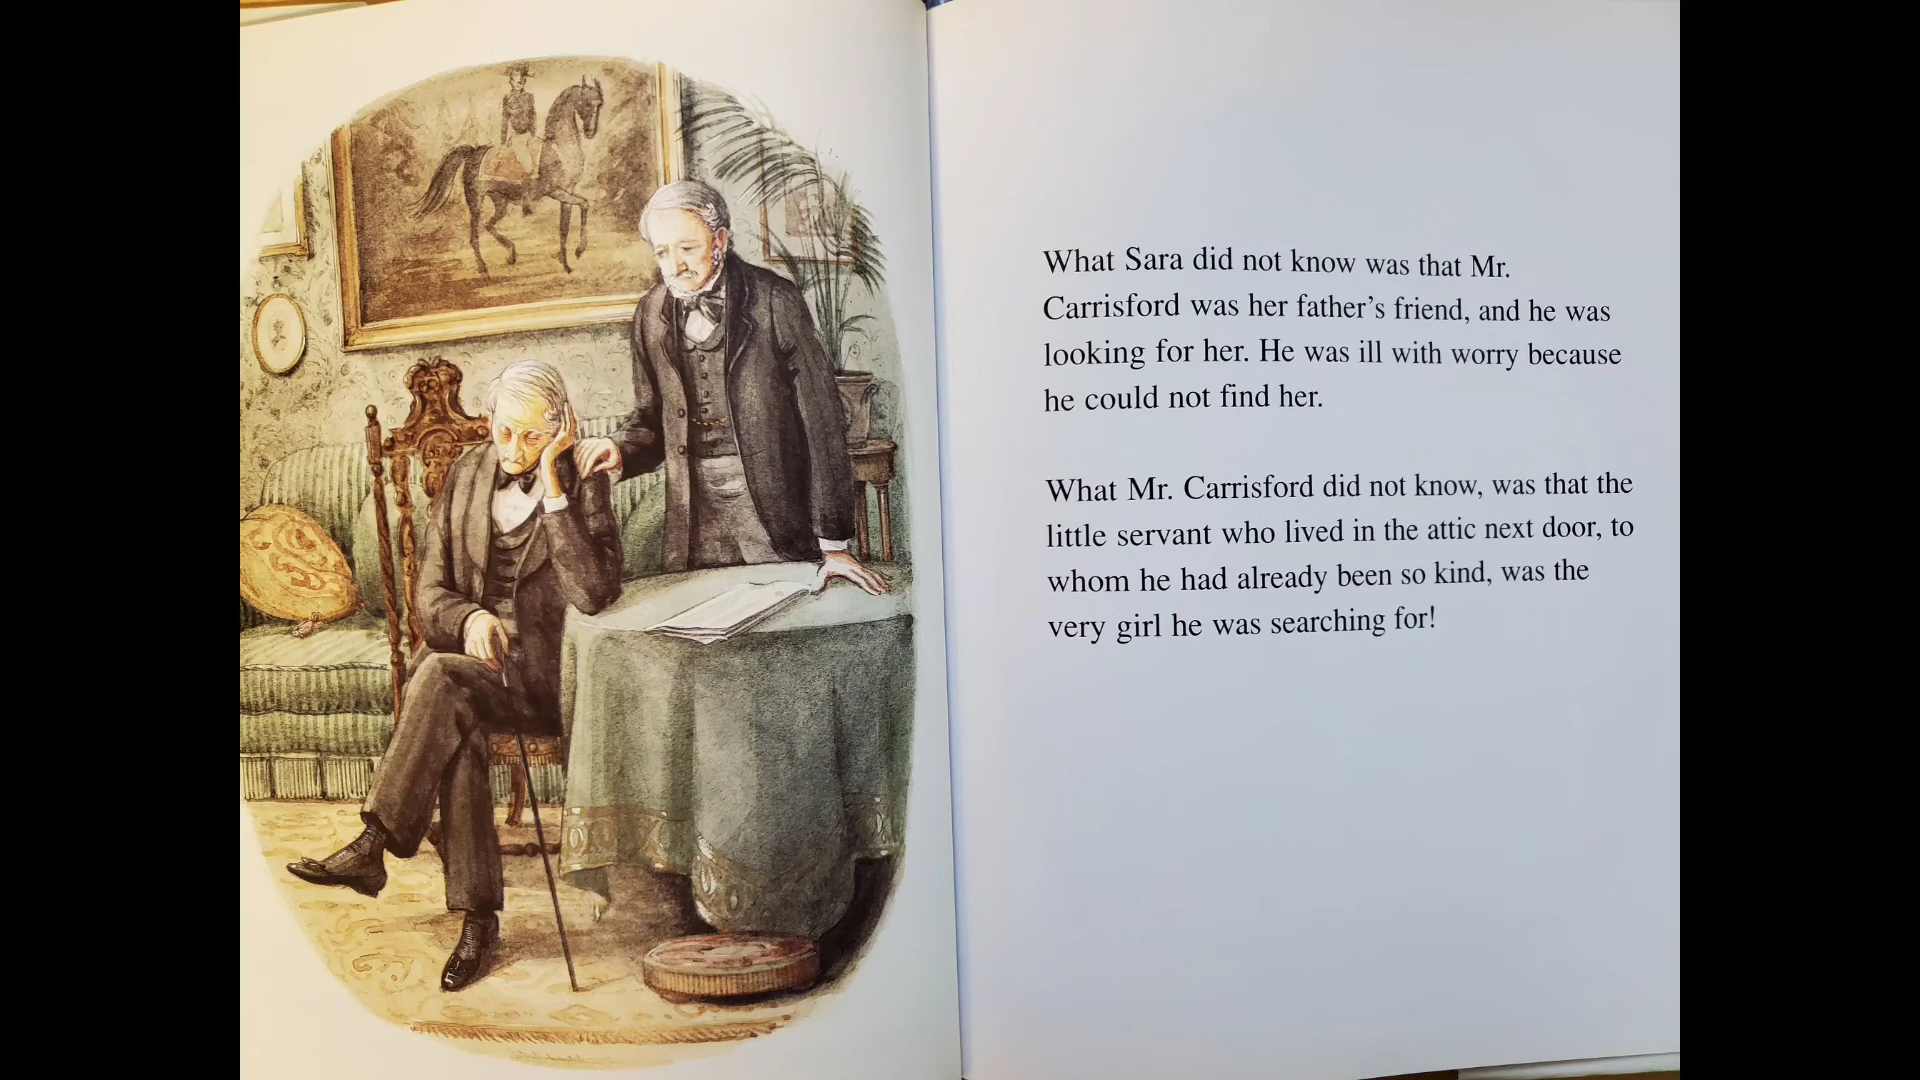 What Sara did not know was that Mr.
Carrisford was her father's friend, and he was
looking for her. He was ill with worry because
he could not find her.
What Mr. Carrisford did not know, was that the
little servant who lived in the attic next door, to
whom he had already been so kind, was the
very girl he was searching for!